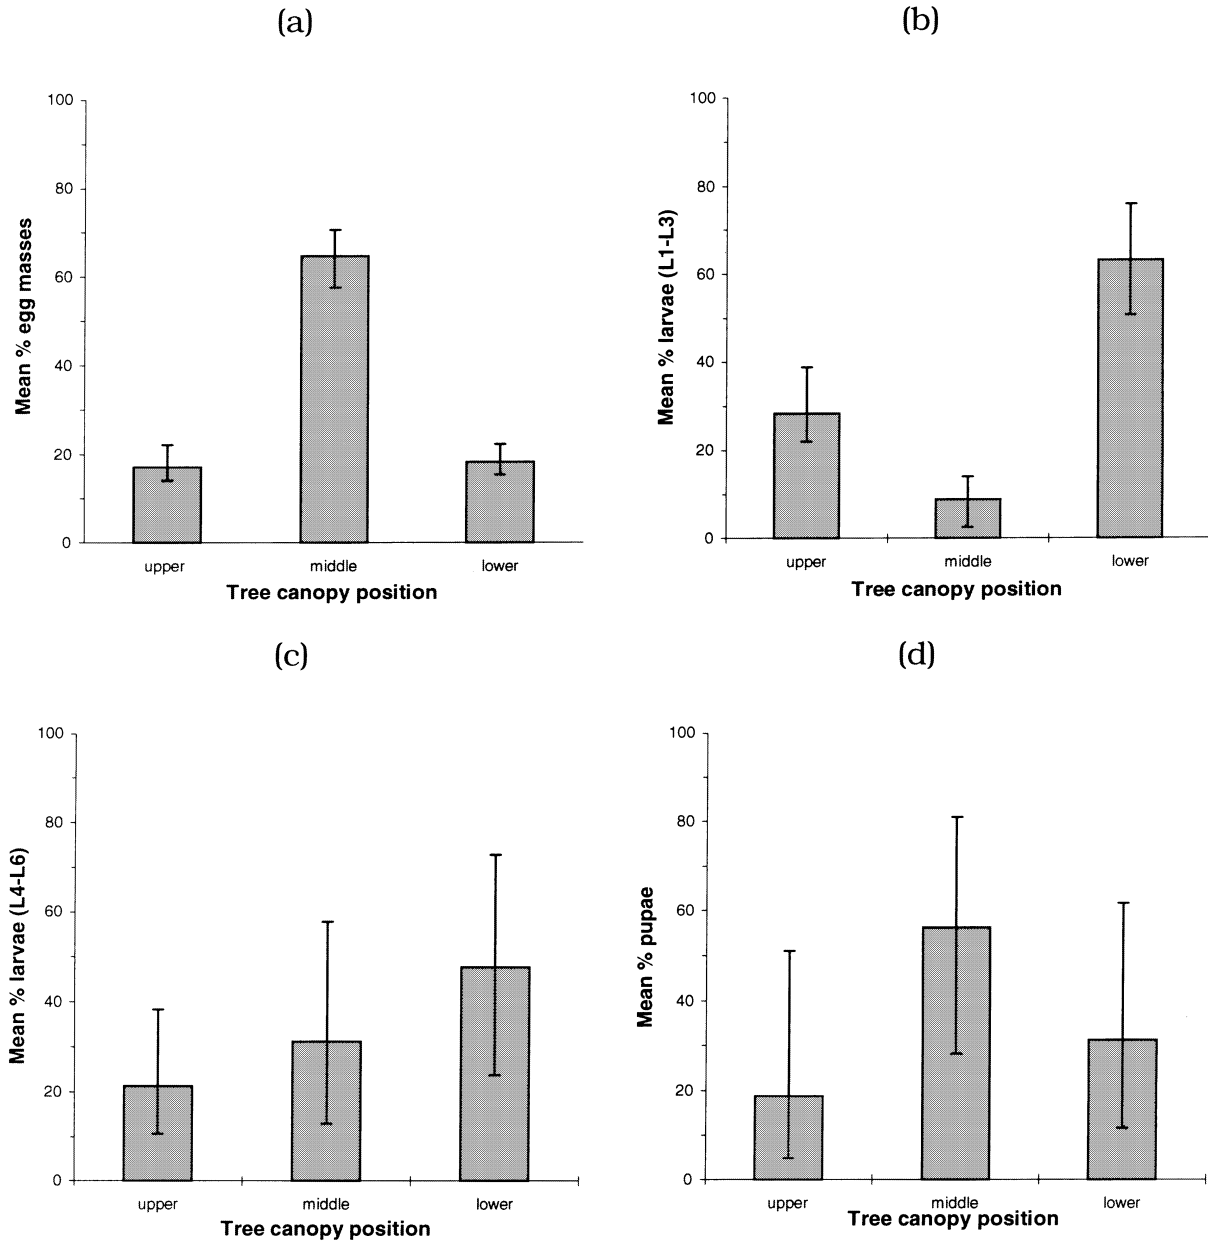 (a)
100
80
60
40
20
0
Mean % egg masses
upper middle lower
Tree canopy position
(b)
100
80
60
40
20
0
Mean % larvae (L1-L3)
upper middle lower
Tree canopy position
(c)
100
80
60
40
20
0
Mean % larvae (L4-L6)
upper middle lower
Tree canopy position
(d)
100
80
60
40
20
0
Mean % pupae
upper middle lower
Tree canopy position